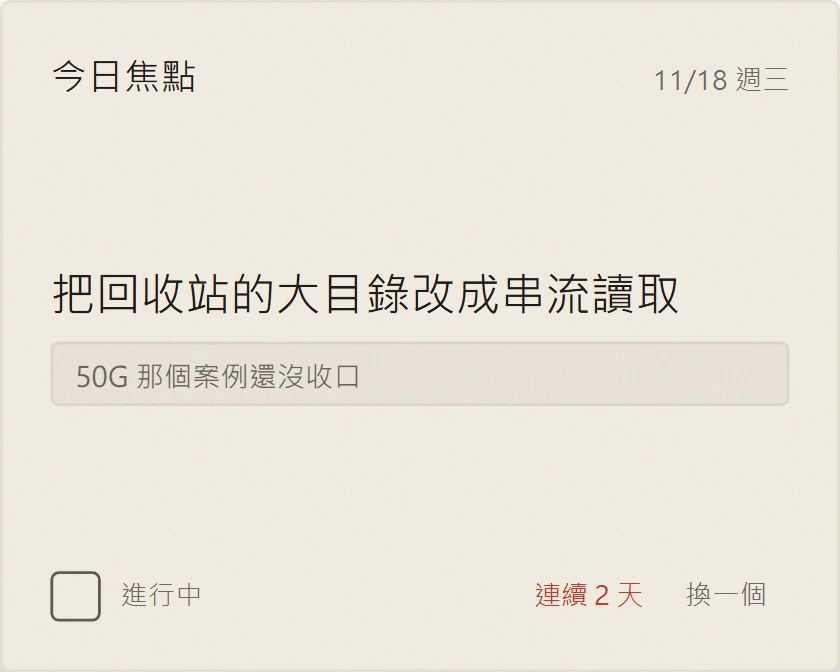 今日焦點
11/18 週三
把回收站的大目錄改成串流讀取
50G 那個案例還沒收口
進行中
連續 2 天
換一個